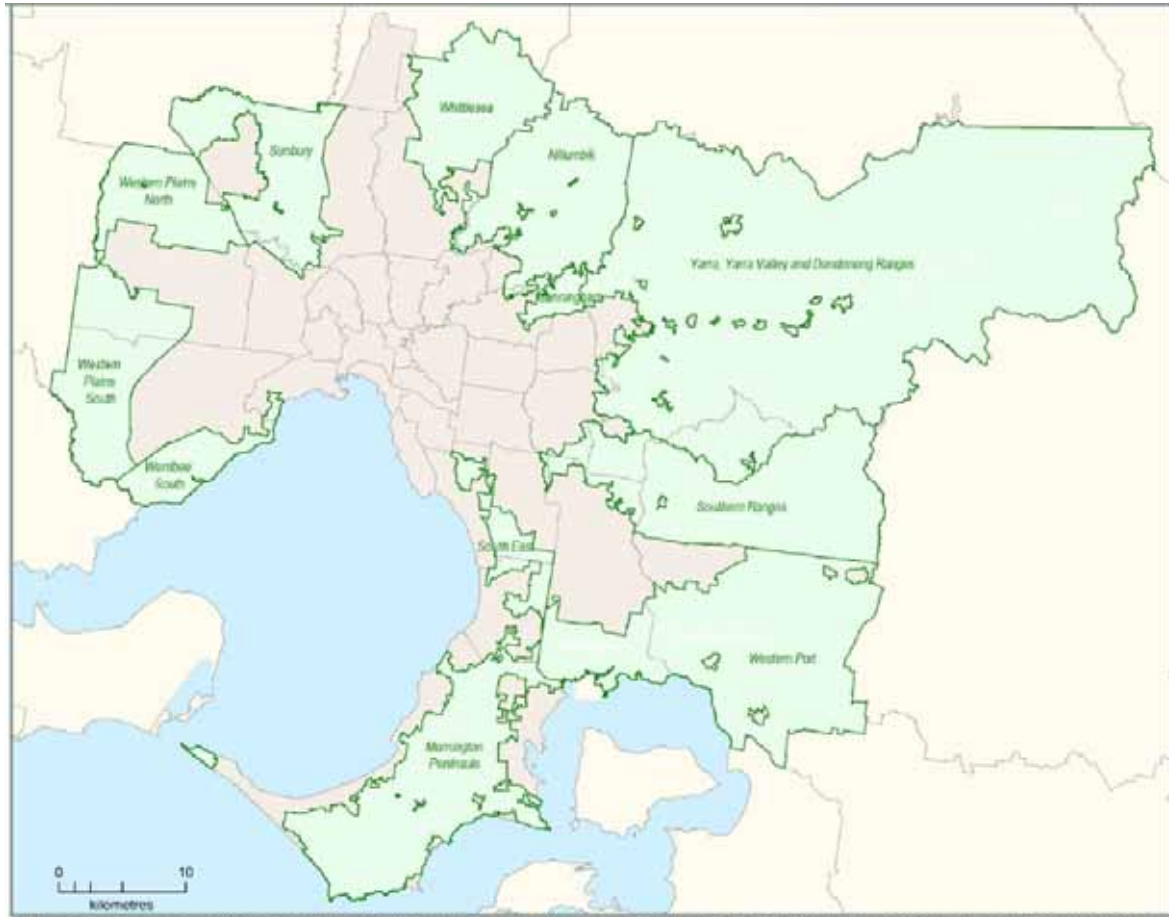 Whittlesea
Sunbury
Nillumbik
Western Plains
North
Yarra, Yarra Valley and Dandenong Ranges
Manningham
Western
Plains
South
Werribee
South
Southern Ranges
South East
Western Port
Mornington
Peninsula
0 10
kilometres